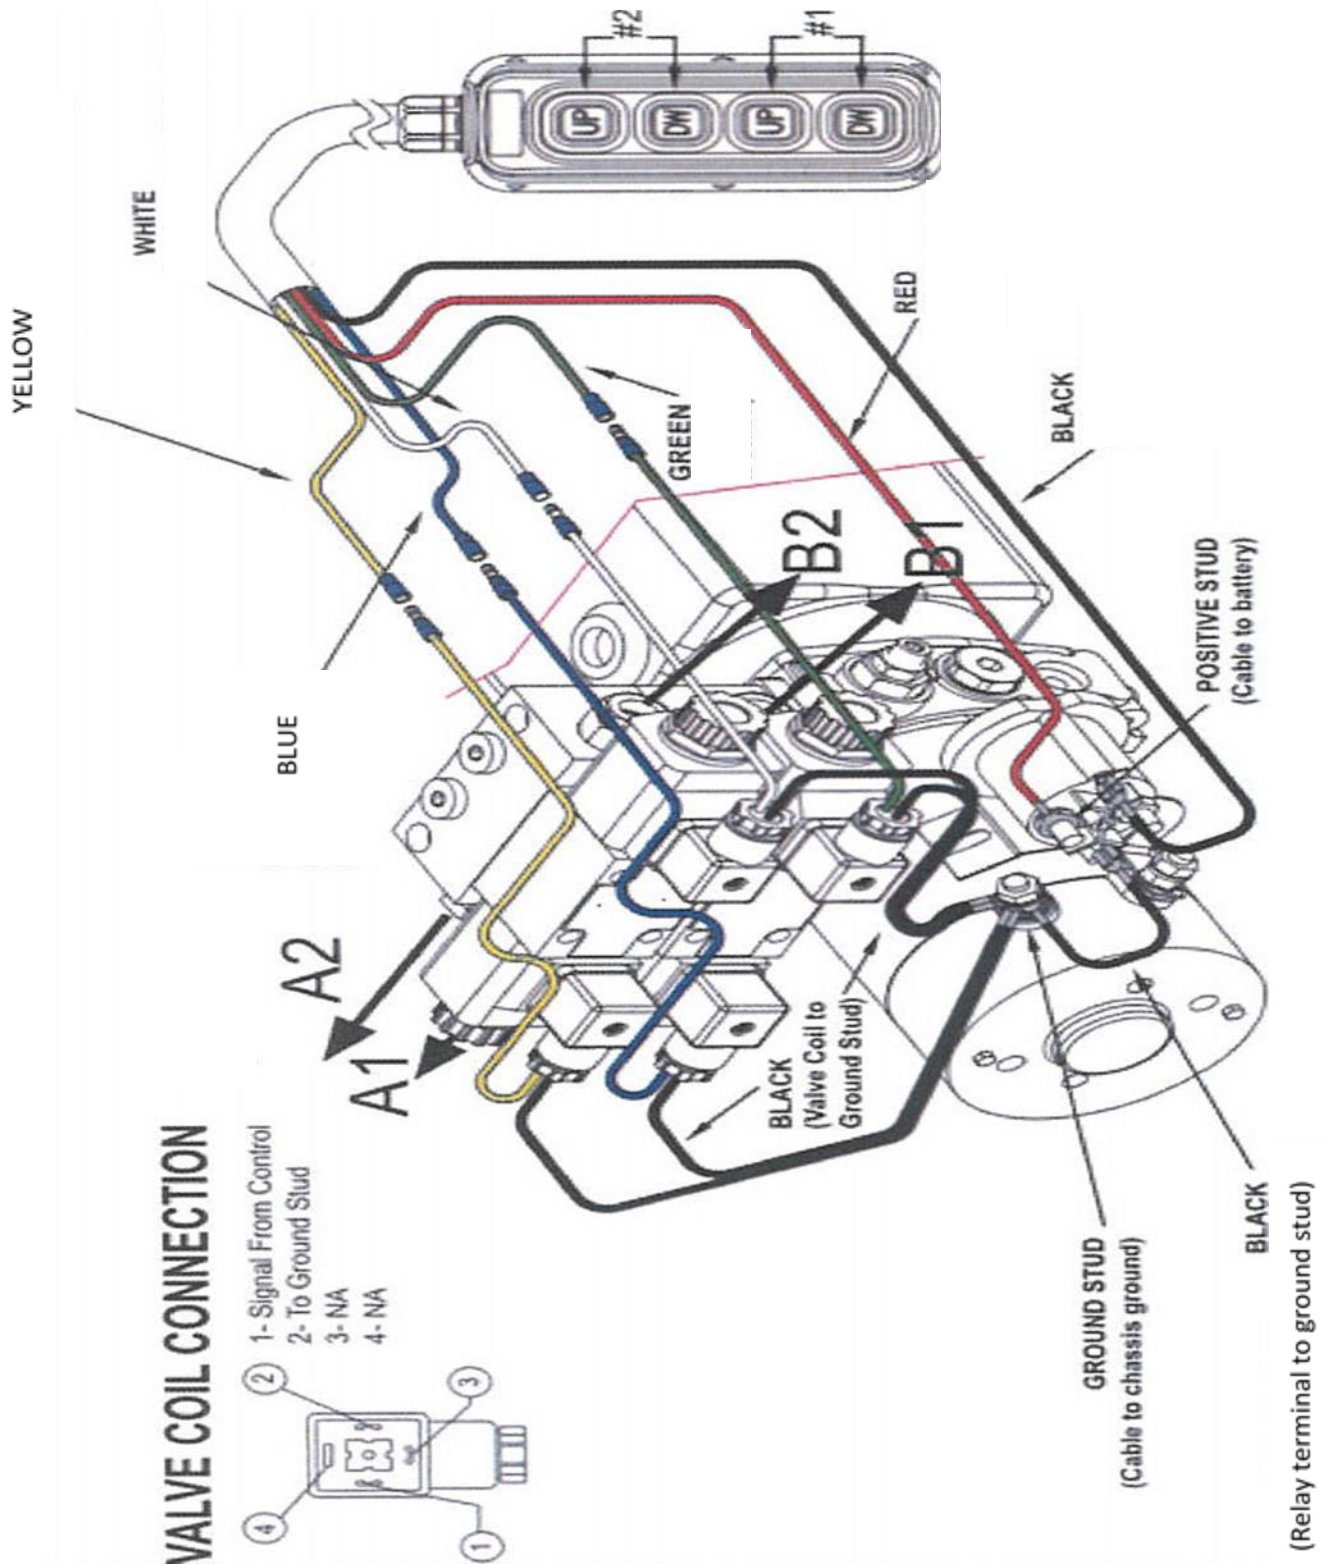 VALVE COIL CONNECTION
1- Signal From Control
2- To Ground Stud
3- NA
4- NA
4
2
1
3
YELLOW
WHITE
BLUE
GREEN
RED
BLACK
#2
#1
UP
DW
UP
DW
A2
A1
B2
B1
BLACK
(Valve Coil to
Ground Stud)
POSITIVE STUD
(Cable to battery)
GROUND STUD
(Cable to chassis ground)
BLACK
(Relay terminal to ground stud)